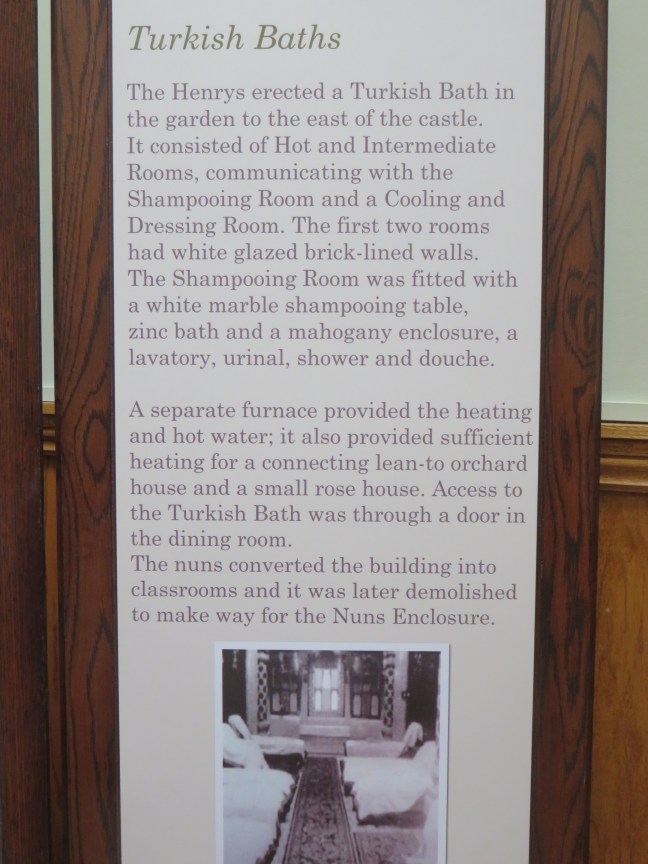 Turkish Baths
The Henrys erected a Turkish Bath in
the garden to the east of the castle.
It consisted of Hot and Intermediate
Rooms, communicating with the
Shampooing Room and a Cooling and
Dressing Room. The first two rooms
had white glazed brick-lined walls.
The Shampooing Room was fitted with
a white marble shampooing table,
zinc bath and a mahogany enclosure, a
lavatory, urinal, shower and douche.
A separate furnace provided the heating
and hot water; it also provided sufficient
heating for a connecting lean-to orchard
house and a small rose house. Access to
the Turkish Bath was through a door in
the dining room.
The nuns converted the building into
classrooms and it was later demolished
to make way for the Nuns Enclosure.